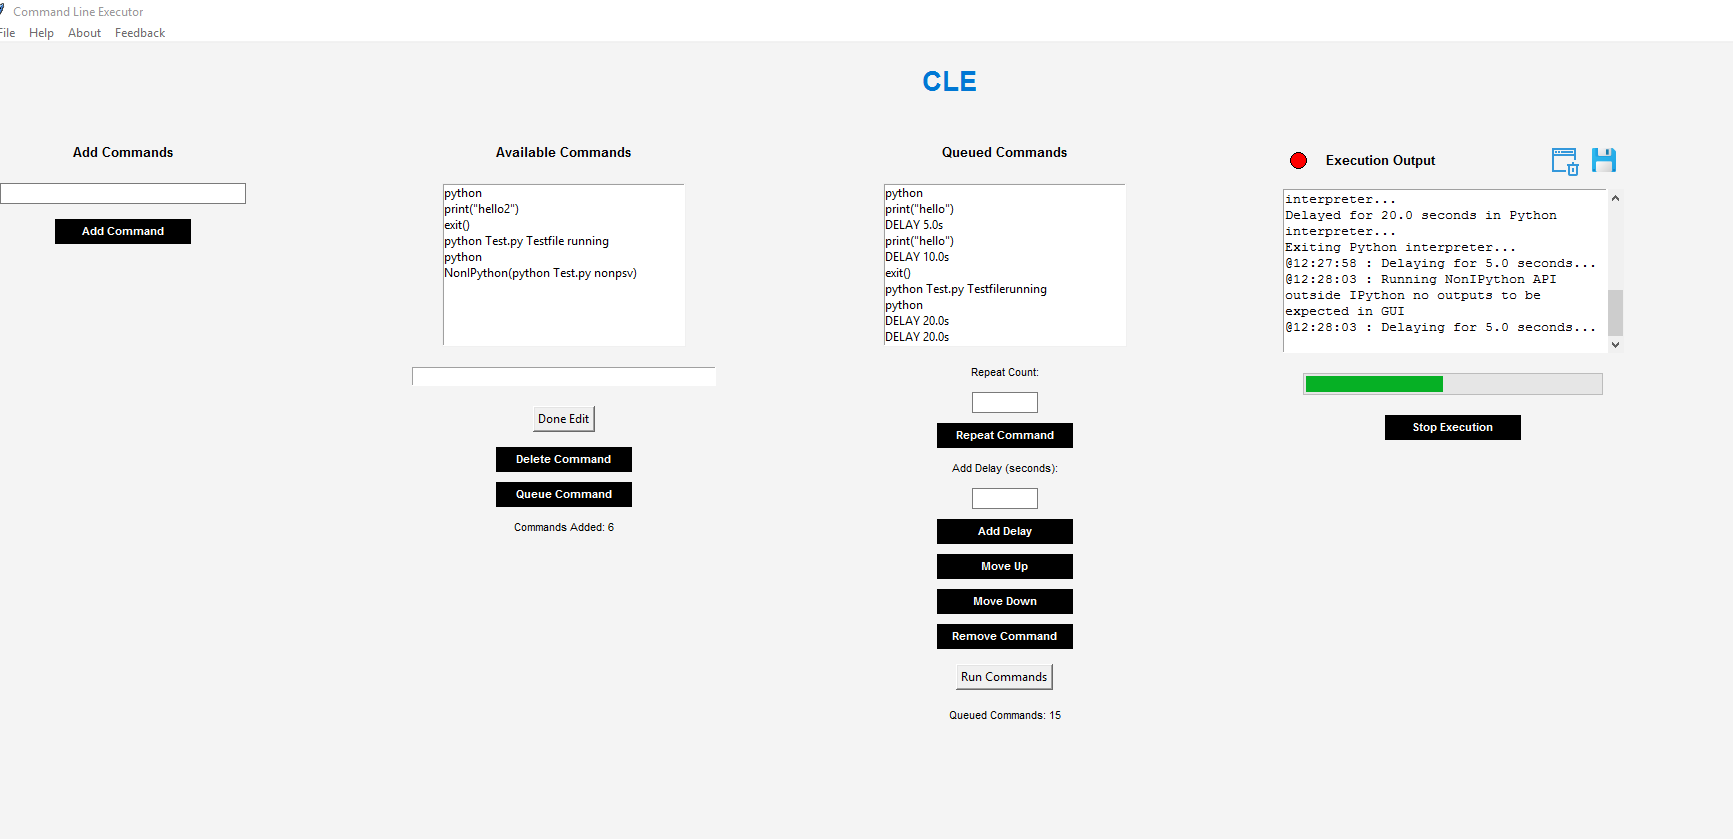 Command Line Executor
File Help About Feedback
CLE
Add Commands
Add Command
Available Commands
python
print("hello2")
exit()
python Test.py Testfile running
python
NonIPython(python Test.py nonpsv)
Done Edit
Delete Command
Queue Command
Commands Added: 6
Queued Commands
python
print("hello")
DELAY 5.0s
print("hello")
DELAY 10.0s
exit()
python Test.py Testfilerunning
python
DELAY 20.0s
DELAY 20.0s
Repeat Count:
Repeat Command
Add Delay (seconds):
Add Delay
Move Up
Move Down
Remove Command
Run Commands
Queued Commands: 15
Execution Output
interpreter...
Delayed for 20.0 seconds in Python
interpreter...
Exiting Python interpreter...
@12:27:58 : Delaying for 5.0 seconds...
@12:28:03 : Running NonIPython API
outside IPython no outputs to be
expected in GUI
@12:28:03 : Delaying for 5.0 seconds...
Stop Execution